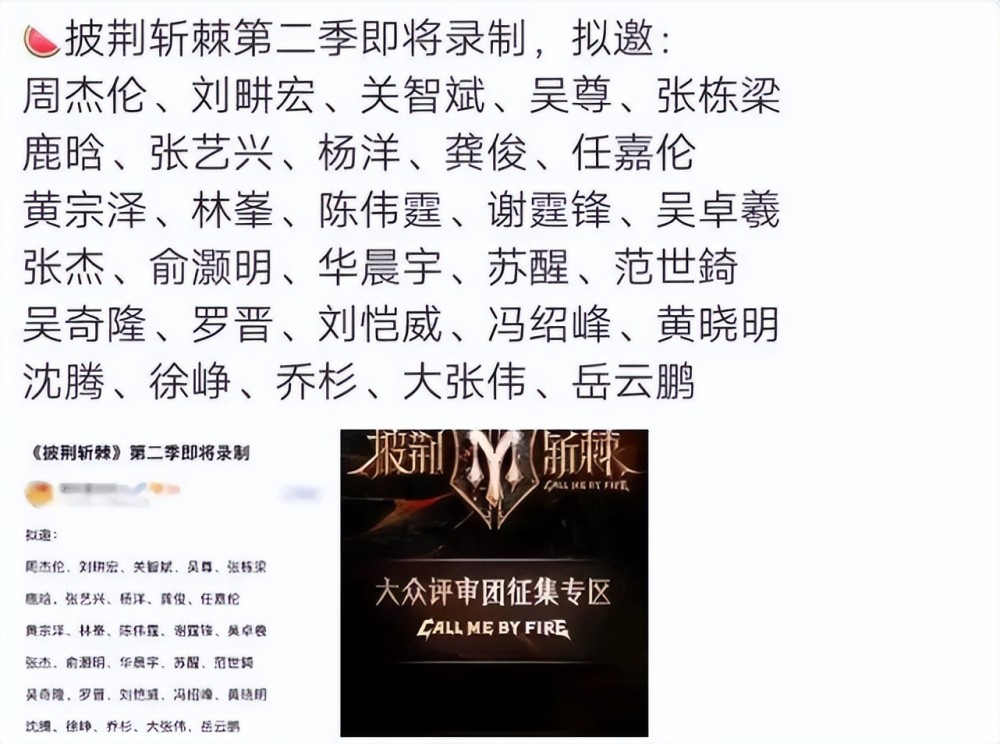 披荆斩棘第二季即将录制，拟邀：
周杰伦、刘畊宏、关智斌、吴尊、张栋梁
鹿晗、张艺兴、杨洋、龚俊、任嘉伦
黄宗泽、林峯、陈伟霆、谢霆锋、吴卓羲
张杰、俞灏明、华晨宇、苏醒、范世錡
吴奇隆、罗晋、刘恺威、冯绍峰、黄晓明
沈腾、徐峥、乔杉、大张伟、岳云鹏
《披荆斩棘》第二季即将录制
拟邀：
周杰伦、刘畊宏、关智斌、吴尊、张栋梁
鹿晗、张艺兴、杨洋、龚俊、任嘉伦
黄宗泽、林峯、陈伟霆、谢霆锋、吴卓羲
张杰、俞灏明、华晨宇、苏醒、范世錡
吴奇隆、罗晋、刘恺威、冯绍峰、黄晓明
沈腾、徐峥、乔杉、大张伟、岳云鹏
披荆斩棘
CALL ME BY FIRE
大众评审团征集专区
CALL ME BY FIRE